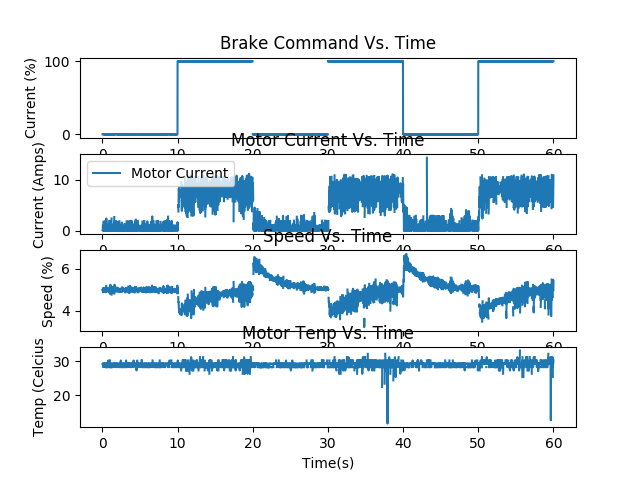 Brake Command Vs. Time
Current (%)
100
0
0 10 20 30 40 50 60
Motor Current Vs. Time
Current (Amps)
Motor Current
10
0
0 10 20 30 40 50 60
Speed Vs. Time
Speed (%)
6
4
0 10 20 30 40 50 60
Motor Tenp Vs. Time
Temp (Celcius
30
20
0 10 20 30 40 50 60
Time(s)